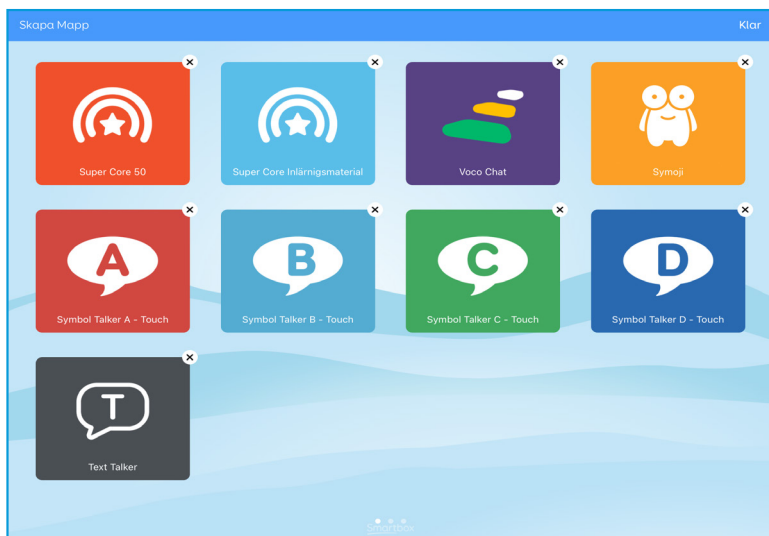 Skapa Mapp
Klar
Super Core 50
Super Core Inlärnigsmaterial
Voco Chat
Symoji
A
B
C
D
Symbol Talker A - Touch
Symbol Talker B - Touch
Symbol Talker C - Touch
Symbol Talker D - Touch
T
Text Talker
Smartbox